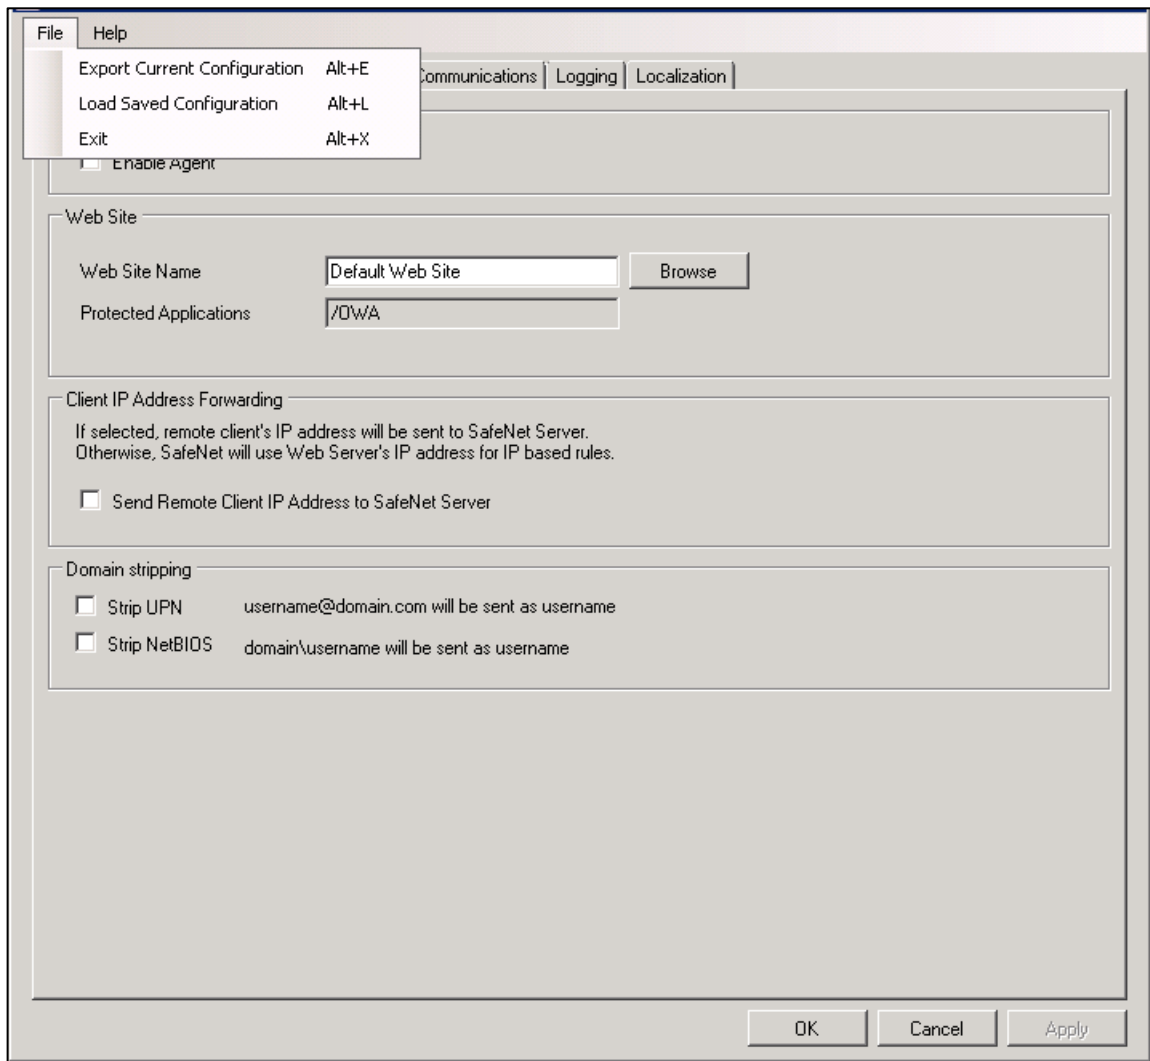 File Help
Export Current Configuration Alt+E
Load Saved Configuration Alt+L
Exit Alt+X
Communications Logging Localization
Enable Agent
Web Site
Web Site Name Default Web Site Browse
Protected Applications /OWA
Client IP Address Forwarding
If selected, remote client's IP address will be sent to SafeNet Server.
Otherwise, SafeNet will use Web Server's IP address for IP based rules.
Send Remote Client IP Address to SafeNet Server
Domain stripping
Strip UPN username@domain.com will be sent as username
Strip NetBIOS domain\username will be sent as username
OK Cancel Apply